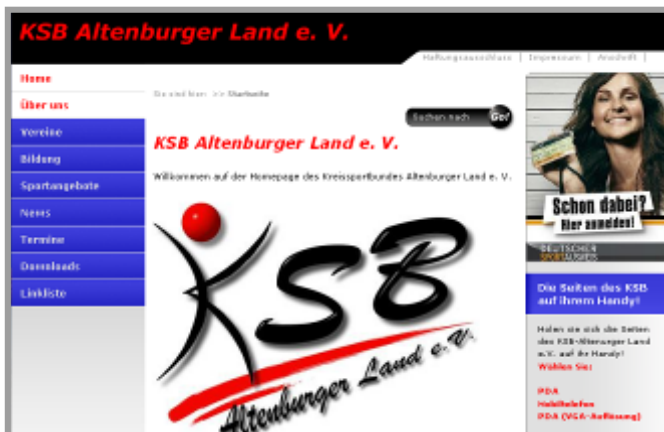 KSB Altenburger Land e. V.
Haftungsausschluss | Impressum | Anschrift |
Home
Über uns
Vereine
Bildung
Sportangebote
News
Termine
Downloads
Linkliste
Sie sind hier: >> Startseite
Suchen nach Go!
KSB Altenburger Land e. V.
Willkommen auf der Homepage des Kreissportbundes Altenburger Land e. V.
KSB
Altenburger Land e.V.
Schon dabei?
Hier anmelden!
DEUTSCHER
SPORTAUSWEIS
Die Seiten des KSB
auf ihrem Handy!
Holen sie sich die Seiten
des KSB-Altenurger Land
e.V. auf ihr Handy!
Wählen Sie:
PDA
Mobiltelefon
PDA (VGA-Auflösung)